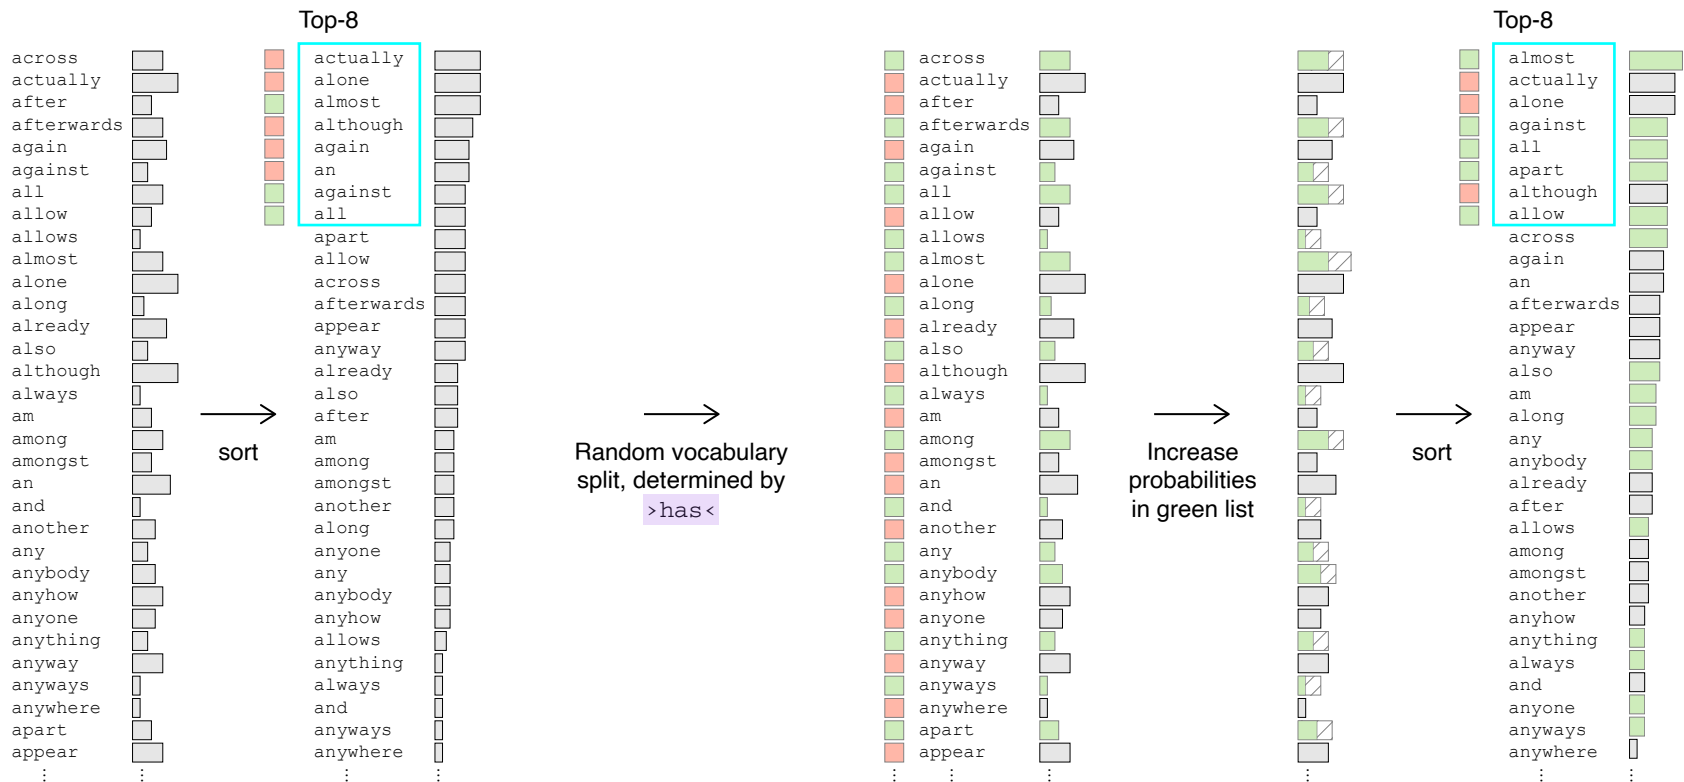 Top-8
across
actually
after
afterwards
again
against
all
allow
allows
almost
alone
along
already
also
although
always
am
among
amongst
an
and
another
any
anybody
anyhow
anyone
anything
anyway
anyways
anywhere
apart
appear
...
sort
actually
alone
almost
although
again
an
against
all
apart
allow
across
afterwards
appear
anyway
already
also
after
am
among
amongst
another
along
anyone
any
anybody
anyhow
allows
anything
always
and
anyways
anywhere
...
Random vocabulary
split, determined by
>has<
across
actually
after
afterwards
again
against
all
allow
allows
almost
alone
along
already
also
although
always
am
among
amongst
an
and
another
any
anybody
anyhow
anyone
anything
anyway
anyways
anywhere
apart
appear
...
Increase
probabilities
in green list
sort
Top-8
almost
actually
alone
against
all
apart
although
allow
across
again
an
afterwards
appear
anyway
also
am
along
any
anybody
already
after
allows
among
amongst
another
anyhow
anything
always
and
anyone
anyways
anywhere
...